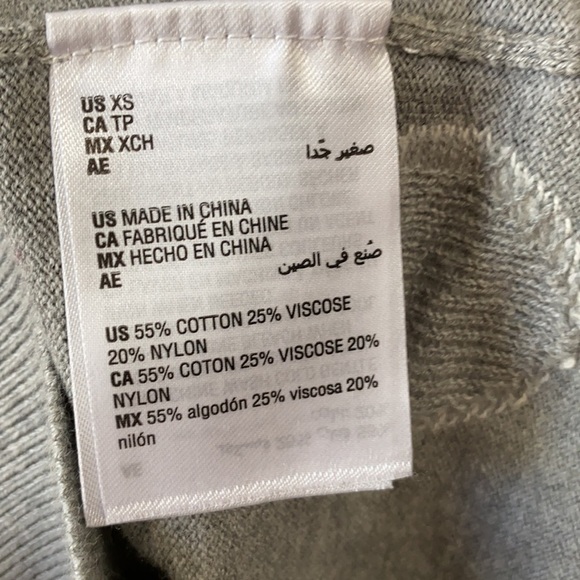 US XS
CA TP
MX XCH
AE صغير جّدا
US MADE IN CHINA
CA FABRIQUÉ EN CHINE
MX HECHO EN CHINA
AE صُنع في الصين
US 55% COTTON 25% VISCOSE
20% NYLON
CA 55% COTON 25% VISCOSE 20%
NYLON
MX 55% algodón 25% viscosa 20%
nilón